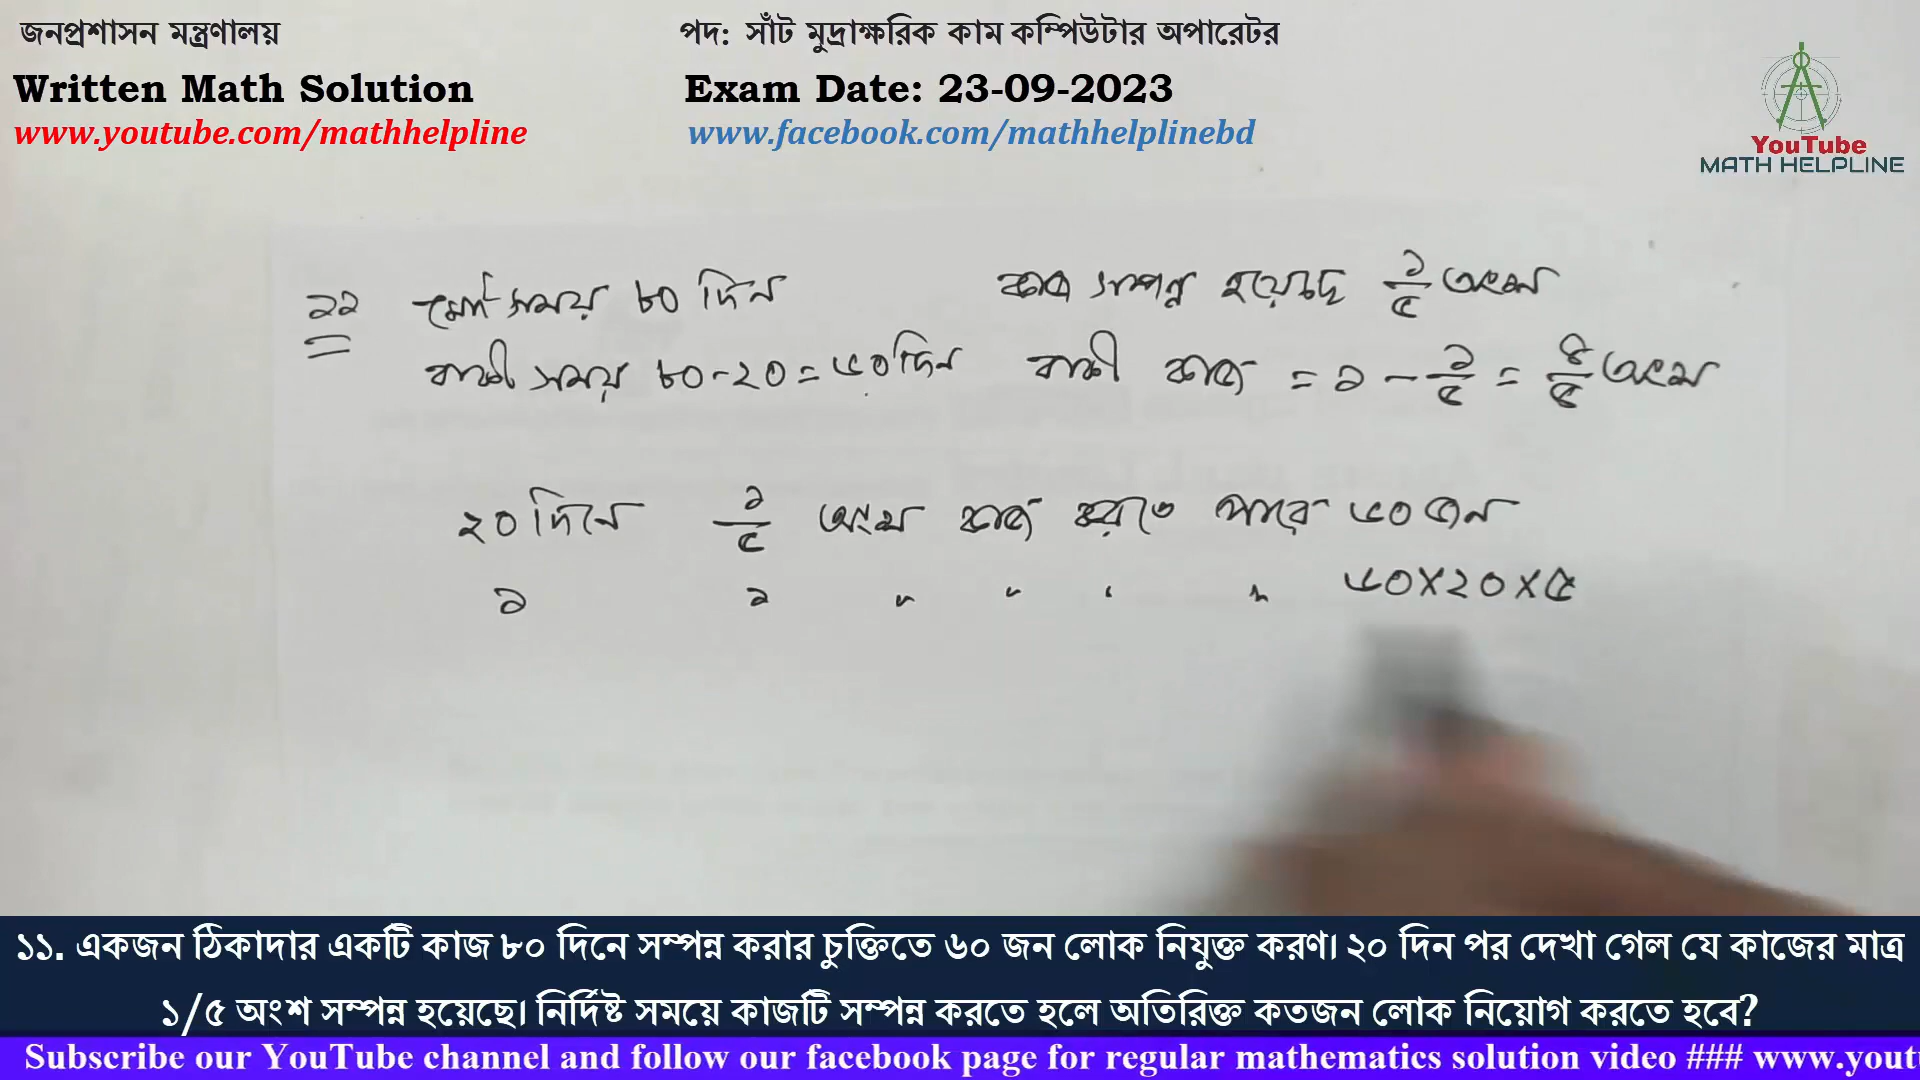 জনপ্রশাসন মন্ত্রণালয়
পদ: সাঁট মুদ্রাক্ষরিক কাম কম্পিউটার অপারেটর
Written Math Solution
Exam Date: 23-09-2023
www.youtube.com/mathhelpline
www.facebook.com/mathhelplinebd
YouTube
MATH HELPLINE
১১ মোট সময় ৮০ দিন কাজ সম্পন্ন হয়েছে ১/৫ অংশ
বাকী সময় ৮০-২০=৬০ দিন বাকী কাজ = ১ - ১/৫ = ৪/৫ অংশ
২০ দিনে ১/৫ অংশ কাজ করতে পারে ৬০ জন
১ ১ " " " " ৬০×২০×৫
১১. একজন ঠিকাদার একটি কাজ ৮০ দিনে সম্পন্ন করার চুক্তিতে ৬০ জন লোক নিযুক্ত করণ। ২০ দিন পর দেখা গেল যে কাজের মাত্র
১/৫ অংশ সম্পন্ন হয়েছে। নির্দিষ্ট সময়ে কাজটি সম্পন্ন করতে হলে অতিরিক্ত কতজন লোক নিয়োগ করতে হবে?
Subscribe our YouTube channel and follow our facebook page for regular mathematics solution video ### www.yout